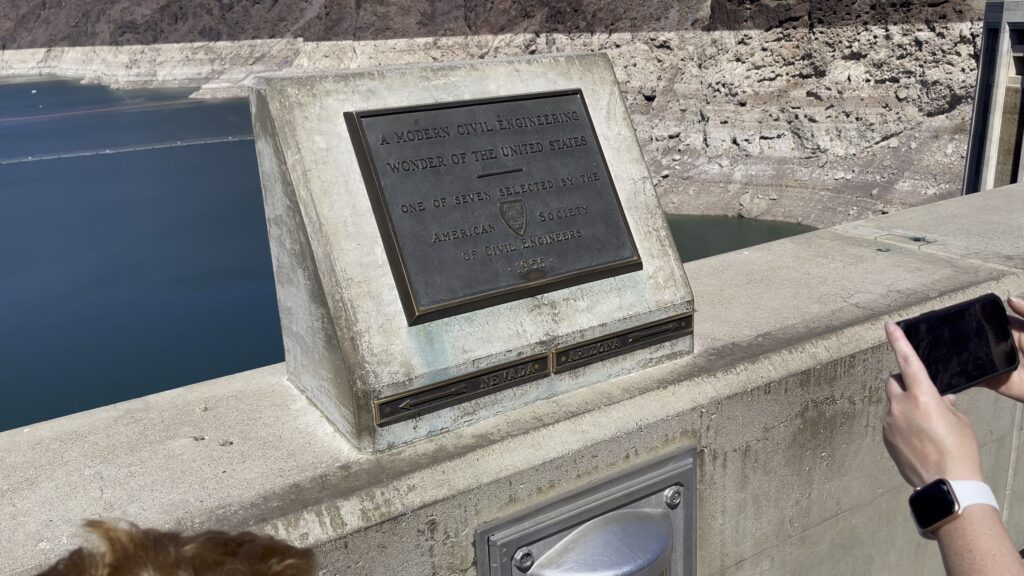 A MODERN CIVIL ENGINEERING
WONDER OF THE UNITED STATES
ONE OF SEVEN SELECTED BY THE
AMERICAN SOCIETY
OF CIVIL ENGINEERS
· 1955 ·
NEVADA
ARIZONA